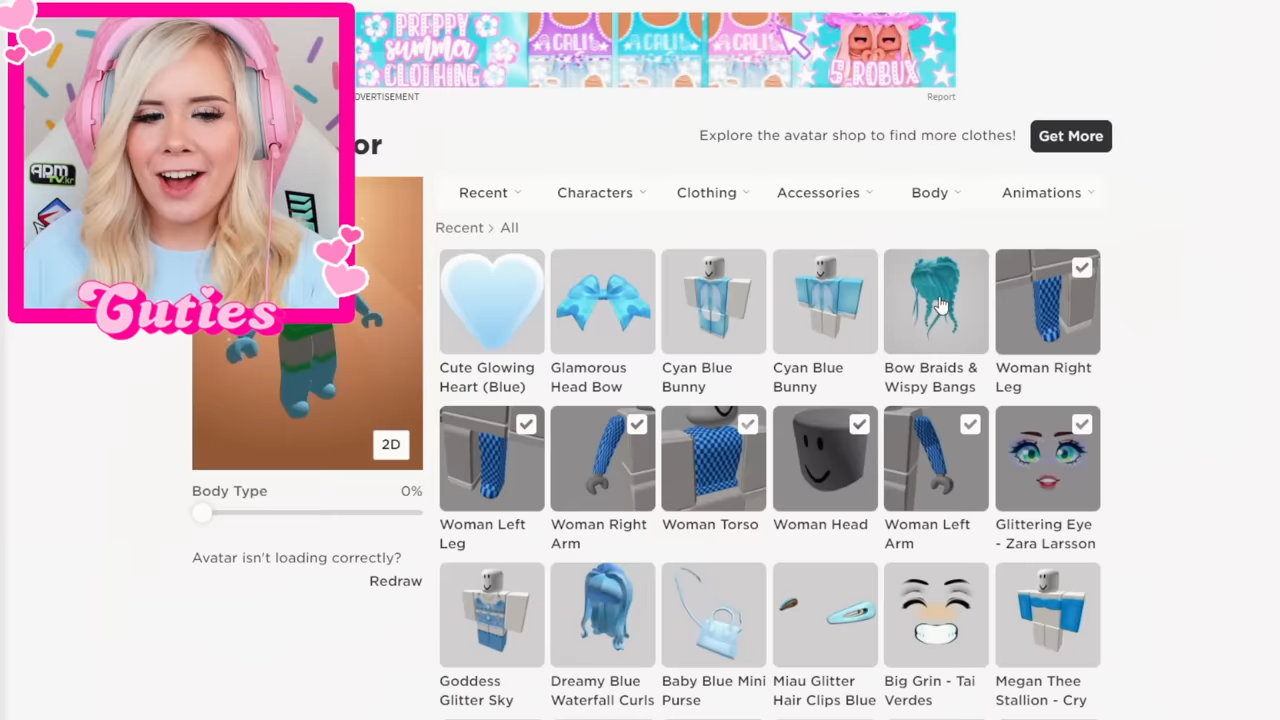 PREPPY
summer
CLOTHING
CALI
CALI
CALI
5 ROBUX
ADVERTISEMENT
Report
Explore the avatar shop to find more clothes!
Get More
or
Recent
Characters
Clothing
Accessories
Body
Animations
Recent > All
Cuties
Cute Glowing
Heart (Blue)
Glamorous
Head Bow
Cyan Blue
Bunny
Cyan Blue
Bunny
Bow Braids &
Wispy Bangs
Woman Right
Leg
2D
Body Type
0%
Avatar isn't loading correctly?
Redraw
Woman Left
Leg
Woman Right
Arm
Woman Torso
Woman Head
Woman Left
Arm
Glittering Eye
- Zara Larsson
Goddess
Glitter Sky
Dreamy Blue
Waterfall Curls
Baby Blue Mini
Purse
Miau Glitter
Hair Clips Blue
Big Grin - Tai
Verdes
Megan Thee
Stallion - Cry